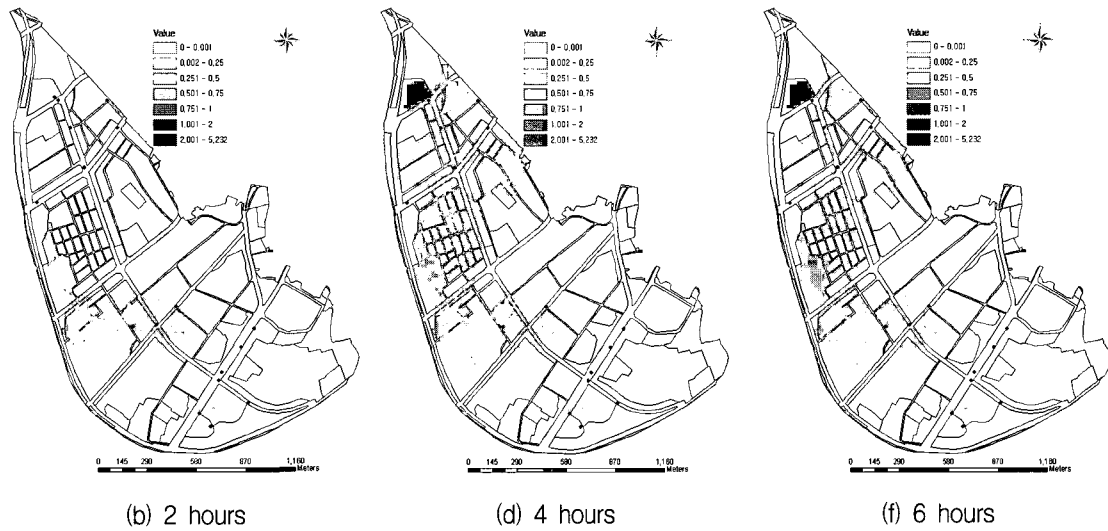 Value
0 - 0.001
0.002 - 0.25
0.251 - 0.5
0.501 - 0.75
0.751 - 1
1.001 - 2
2.001 - 5.232
0 145 290 580 870 1,160
Meters
(b) 2 hours
Value
0 - 0.001
0.002 - 0.25
0.251 - 0.5
0.501 - 0.75
0.751 - 1
1.001 - 2
2.001 - 5.232
0 145 290 580 870 1,160
Meters
(d) 4 hours
Value
0 - 0.001
0.002 - 0.25
0.251 - 0.5
0.501 - 0.75
0.751 - 1
1.001 - 2
2.001 - 5.232
0 145 290 580 870 1,160
Meters
(f) 6 hours